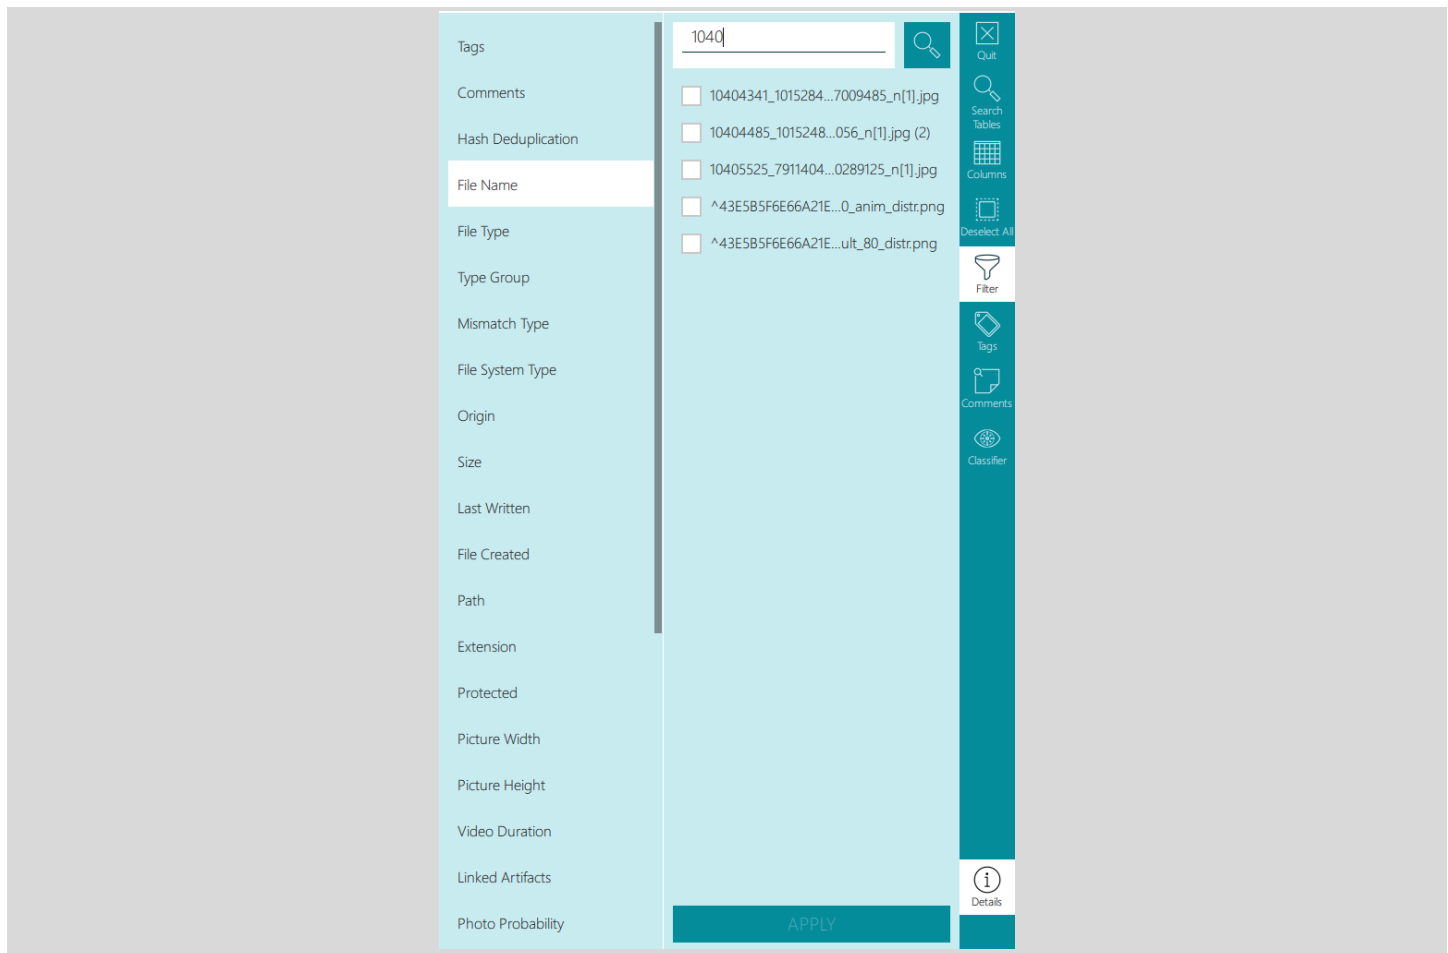 Tags
Comments
Hash Deduplication
File Name
File Type
Type Group
Mismatch Type
File System Type
Origin
Size
Last Written
File Created
Path
Extension
Protected
Picture Width
Picture Height
Video Duration
Linked Artifacts
Photo Probability
1040
10404341_1015284...7009485_n[1].jpg
10404485_1015248...056_n[1].jpg (2)
10405525_7911404...0289125_n[1].jpg
^43E5B5F6E66A21E...0_anim_distr.png
^43E5B5F6E66A21E...ult_80_distr.png
APPLY
Quit
Search
Tables
Columns
Deselect All
Filter
Tags
Comments
Classifier
Details